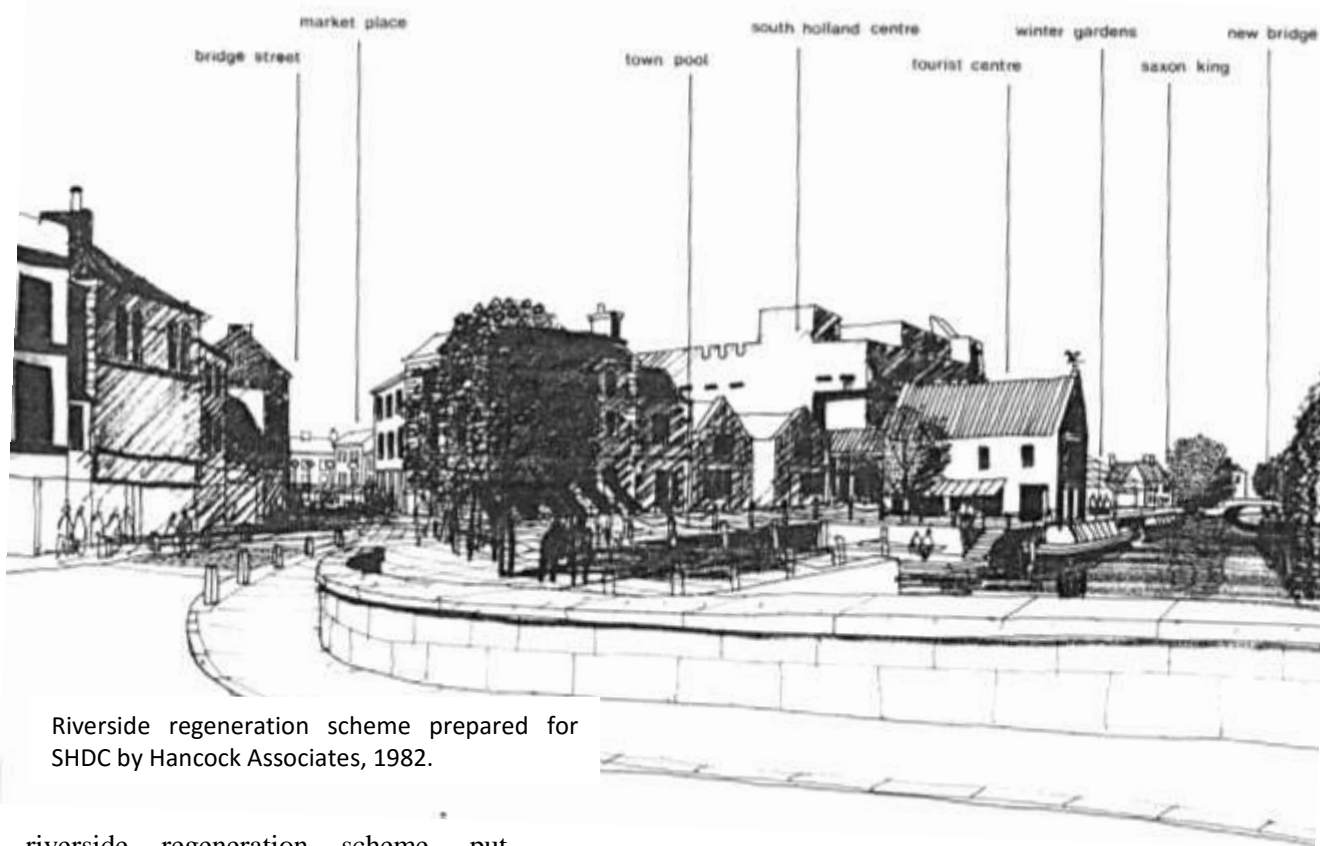 market place
bridge street
south holland centre
town pool
winter gardens
new bridge
tourist centre
saxon king
Riverside regeneration scheme prepared for
SHDC by Hancock Associates, 1982.
riverside regeneration scheme put